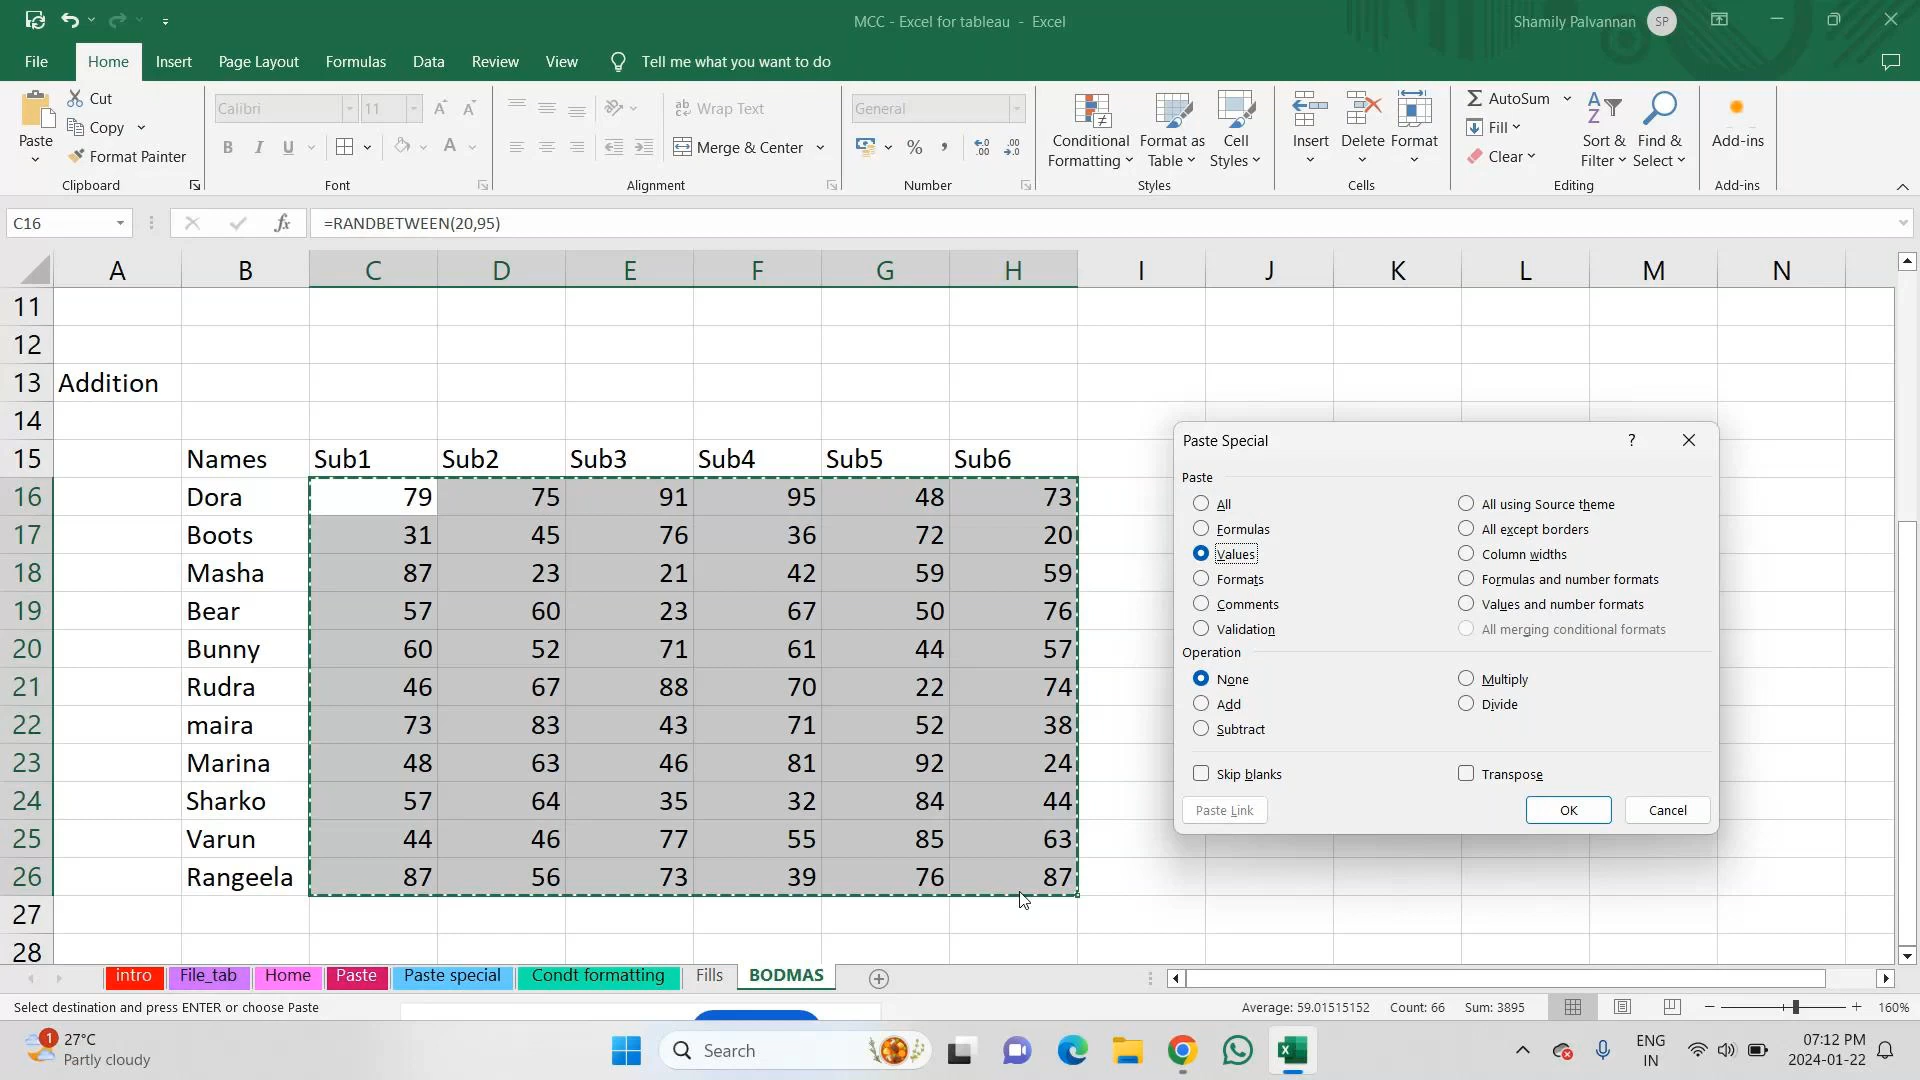 MCC - Excel for tableau - Excel
Shamily Palvannan SP
File Home Insert Page Layout Formulas Data Review View Tell me what you want to do
Paste
Cut
Copy
Format Painter
Clipboard
Calibri 11
B I U
Font
Wrap Text
Merge & Center
Alignment
General
Number
Conditional Formatting
Format as Table
Cell Styles
Styles
Insert Delete Format
Cells
AutoSum
Fill
Clear
Sort & Filter
Find & Select
Editing
Add-ins
Add-ins
C16 fx =RANDBETWEEN(20,95)
A B C D E F G H I J K L M N
11
12
13 Addition
14
15 Names Sub1 Sub2 Sub3 Sub4 Sub5 Sub6
16 Dora 79 75 91 95 48 73
17 Boots 31 45 76 36 72 20
18 Masha 87 23 21 42 59 59
19 Bear 57 60 23 67 50 76
20 Bunny 60 52 71 61 44 57
21 Rudra 46 67 88 70 22 74
22 maira 73 83 43 71 52 38
23 Marina 48 63 46 81 92 24
24 Sharko 57 64 35 32 84 44
25 Varun 44 46 77 55 85 63
26 Rangeela 87 56 73 39 76 87
27
28
Paste Special ?
Paste
All All using Source theme
Formulas All except borders
Values Column widths
Formats Formulas and number formats
Comments Values and number formats
Validation All merging conditional formats
Operation
None Multiply
Add Divide
Subtract
Skip blanks Transpose
Paste Link OK Cancel
intro File_tab Home Paste Paste special Condt formatting Fills BODMAS
Select destination and press ENTER or choose Paste Average: 59.01515152 Count: 66 Sum: 3895 160%
1 27°C
Partly cloudy
Search
ENG
IN
07:12 PM
2024-01-22